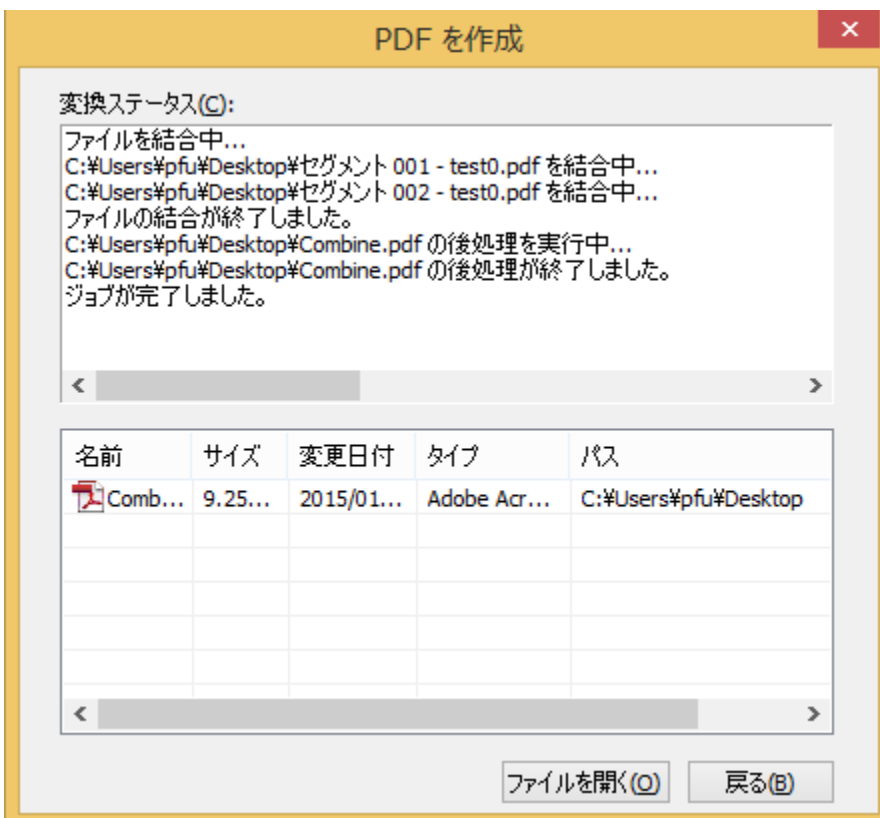 PDF を作成
変換ステータス(C):
ファイルを結合中...
C:¥Users¥pfu¥Desktop¥セグメント 001 - test0.pdf を結合中...
C:¥Users¥pfu¥Desktop¥セグメント 002 - test0.pdf を結合中...
ファイルの結合が終了しました。
C:¥Users¥pfu¥Desktop¥Combine.pdf の後処理を実行中...
C:¥Users¥pfu¥Desktop¥Combine.pdf の後処理が終了しました。
ジョブが完了しました。
名前 サイズ 変更日付 タイプ パス
Comb... 9.25... 2015/01... Adobe Acr... C:¥Users¥pfu¥Desktop
ファイルを開く(O) 戻る(B)